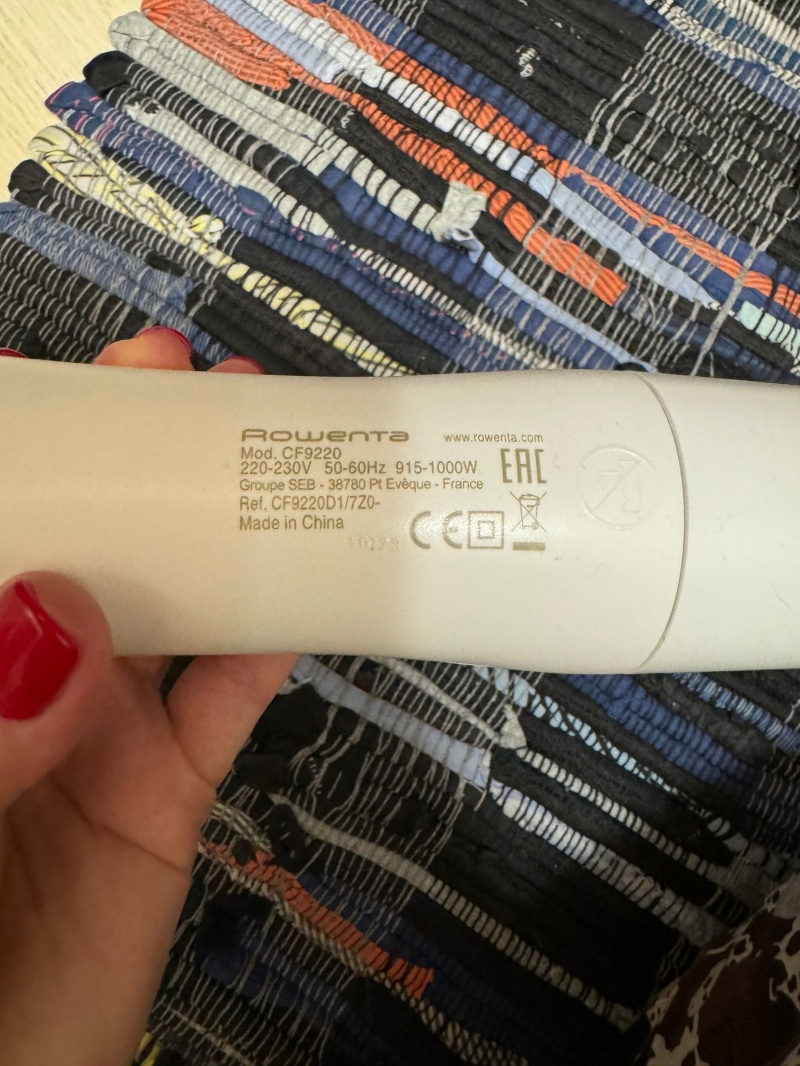 Rowenta www.rowenta.com
Mod. CF9220
220-230V 50-60Hz 915-1000W
EAC
Groupe SEB - 38780 Pt Evêque - France
Ref. CF9220D1/7Z0-
Made in China
CE